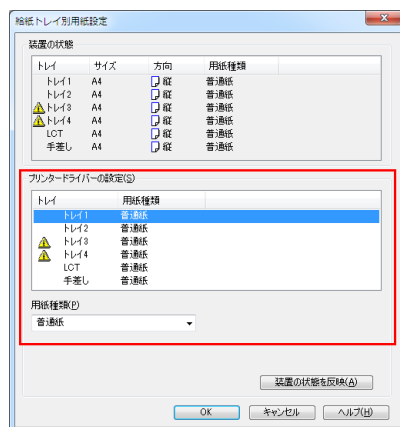 給紙トレイ別用紙設定
装置の状態
トレイ サイズ 方向 用紙種類
トレイ1 A4 縦 普通紙
トレイ2 A4 縦 普通紙
トレイ3 A4 縦 普通紙
トレイ4 A4 縦 普通紙
LCT A4 縦 普通紙
手差し A4 縦 普通紙
プリンタードライバーの設定(S)
トレイ 用紙種類
トレイ1 普通紙
トレイ2 普通紙
トレイ3 普通紙
トレイ4 普通紙
LCT 普通紙
手差し 普通紙
用紙種類(P)
普通紙
装置の状態を反映(A)
OK キャンセル ヘルプ(H)